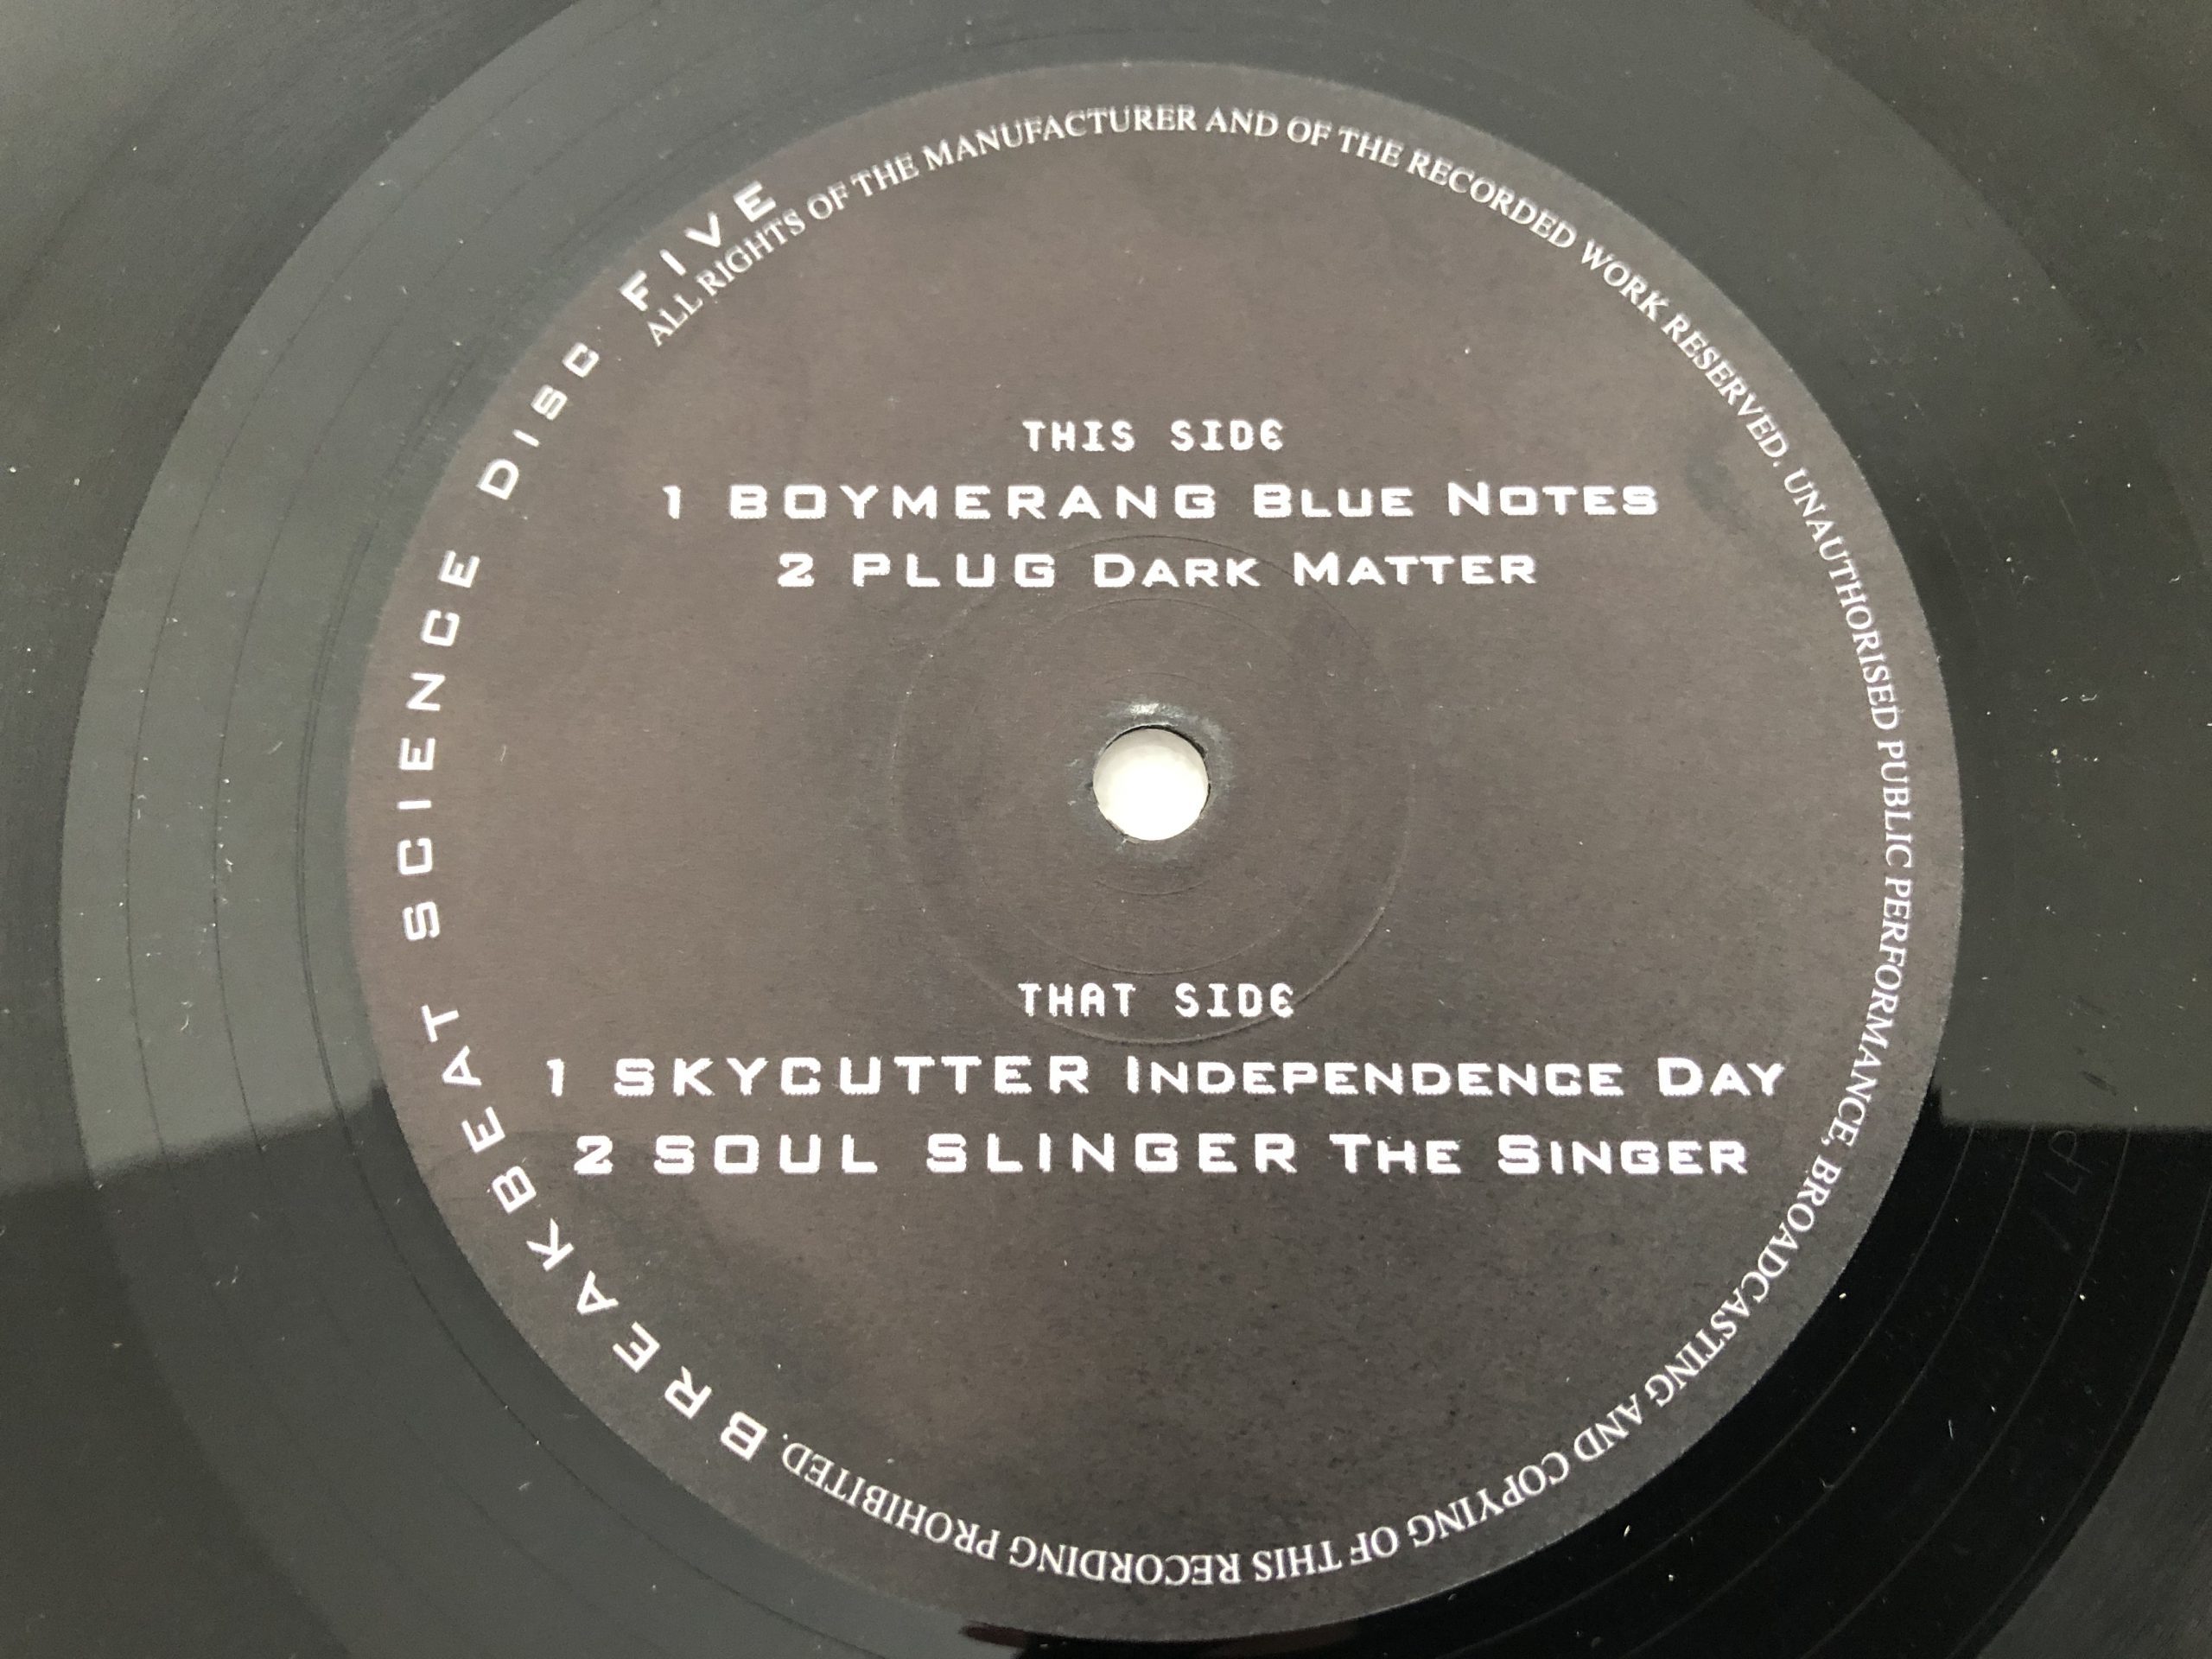 BREAKBEAT SCIENCE DISC FIVE
ALL RIGHTS OF THE MANUFACTURER AND OF THE RECORDED WORK RESERVED. UNAUTHORISED PUBLIC PERFORMANCE, BROADCASTING AND COPYING OF THIS RECORDING PROHIBITED.
THIS SIDE
1 BOYMERANG BLUE NOTES
2 PLUG DARK MATTER
THAT SIDE
1 SKYCUTTER INDEPENDENCE DAY
2 SOUL SLINGER THE SINGER